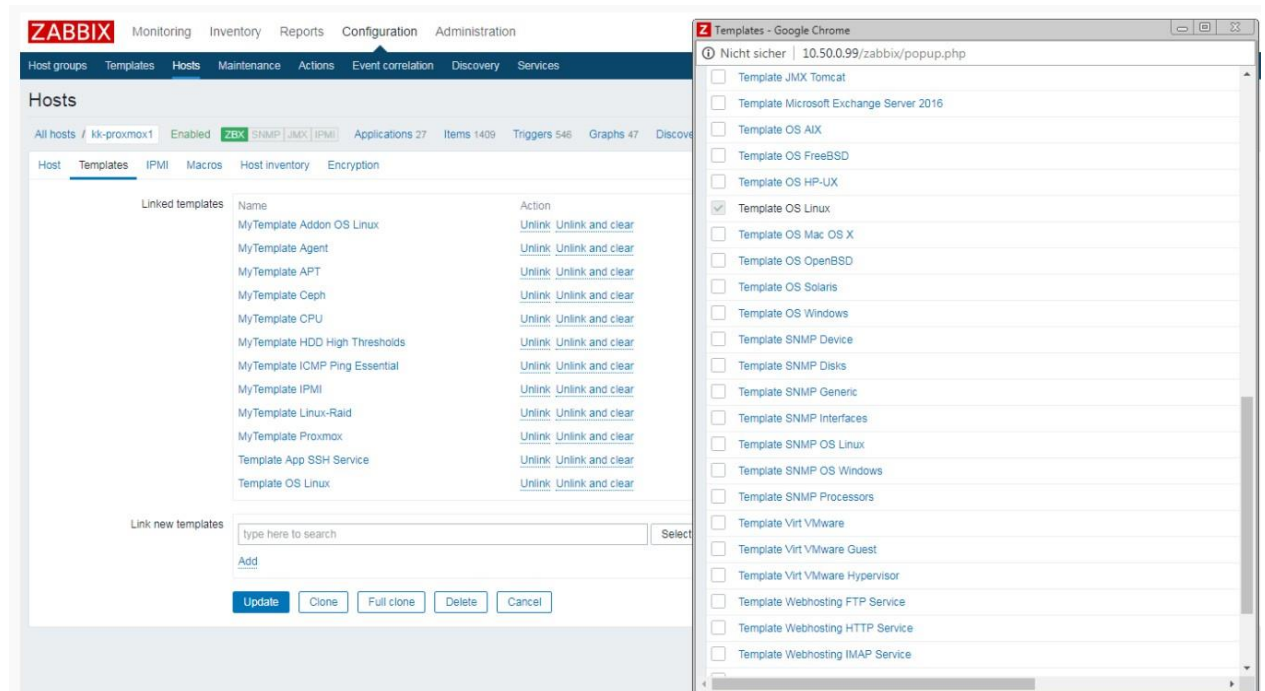 ZABBIX Monitoring Inventory Reports Configuration Administration
Host groups Templates Hosts Maintenance Actions Event correlation Discovery Services
Hosts
All hosts / kk-proxmox1 Enabled ZBX SNMP JMX IPMI Applications 27 Items 1409 Triggers 546 Graphs 47 Discove
Host Templates IPMI Macros Host inventory Encryption
Linked templates Name Action
MyTemplate Addon OS Linux Unlink Unlink and clear
MyTemplate Agent Unlink Unlink and clear
MyTemplate APT Unlink Unlink and clear
MyTemplate Ceph Unlink Unlink and clear
MyTemplate CPU Unlink Unlink and clear
MyTemplate HDD High Thresholds Unlink Unlink and clear
MyTemplate ICMP Ping Essential Unlink Unlink and clear
MyTemplate IPMI Unlink Unlink and clear
MyTemplate Linux-Raid Unlink Unlink and clear
MyTemplate Proxmox Unlink Unlink and clear
Template App SSH Service Unlink Unlink and clear
Template OS Linux Unlink Unlink and clear
Link new templates type here to search Select
Add
Update Clone Full clone Delete Cancel
Z Templates - Google Chrome
Nicht sicher | 10.50.0.99/zabbix/popup.php
Template JMX Tomcat
Template Microsoft Exchange Server 2016
Template OS AIX
Template OS FreeBSD
Template OS HP-UX
Template OS Linux
Template OS Mac OS X
Template OS OpenBSD
Template OS Solaris
Template OS Windows
Template SNMP Device
Template SNMP Disks
Template SNMP Generic
Template SNMP Interfaces
Template SNMP OS Linux
Template SNMP OS Windows
Template SNMP Processors
Template Virt VMware
Template Virt VMware Guest
Template Virt VMware Hypervisor
Template Webhosting FTP Service
Template Webhosting HTTP Service
Template Webhosting IMAP Service